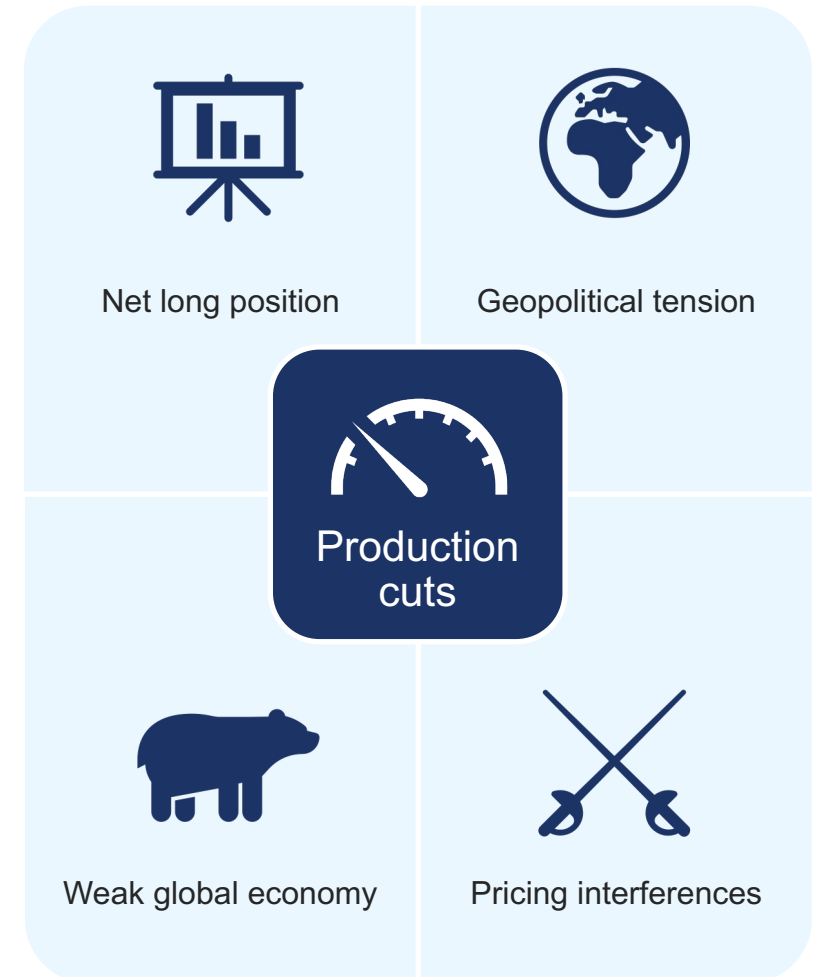 Net long position
Geopolitical tension
Production
cuts
Weak global economy
Pricing interferences